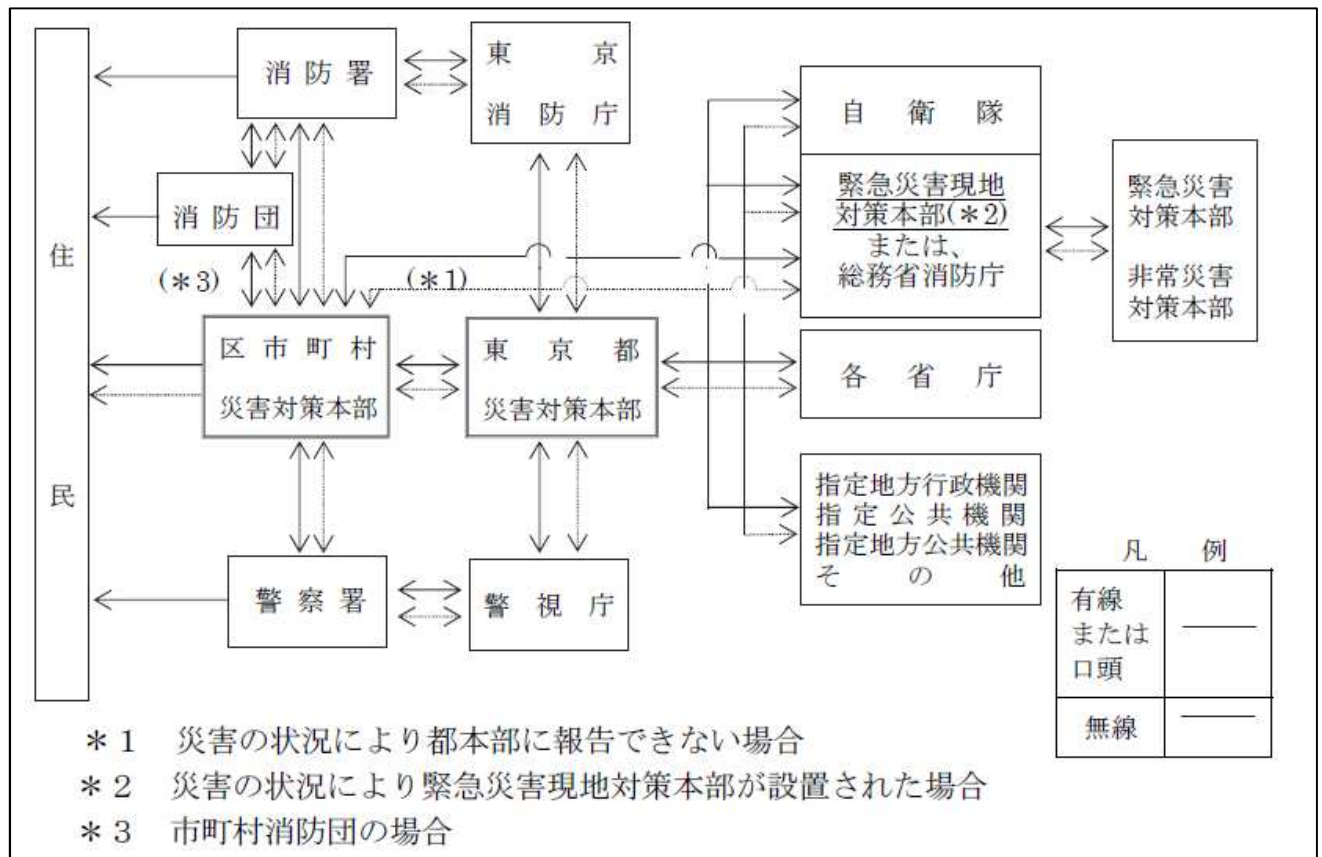 住
民
消防署
東京
消防庁
消防団
(*3)
(*1)
区市町村
災害対策本部
東京都
災害対策本部
警察署
警視庁
自衛隊
緊急災害現地
対策本部(*2)
または、
総務省消防庁
緊急災害
対策本部
非常災害
対策本部
各省庁
指定地方行政機関
指定公共機関
指定地方公共機関
その他
凡例
有線
または
口頭
無線
*1 災害の状況により都本部に報告できない場合
*2 災害の状況により緊急災害現地対策本部が設置された場合
*3 市町村消防団の場合